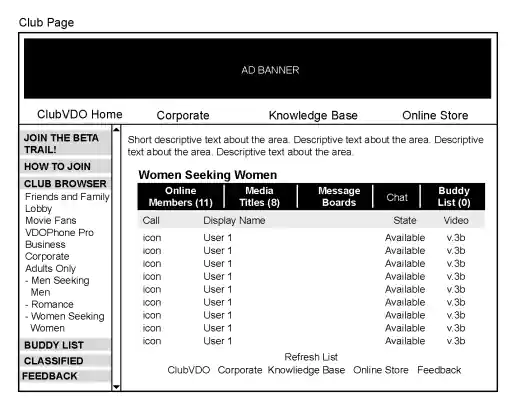 Club Page
AD BANNER
ClubVDO Home Corporate Knowledge Base Online Store
JOIN THE BETA
TRAIL!
HOW TO JOIN
CLUB BROWSER
Friends and Family
Lobby
Movie Fans
VDOPhone Pro
Business
Corporate
Adults Only
- Men Seeking
Men
- Romance
- Women Seeking
Women
BUDDY LIST
CLASSIFIED
FEEDBACK
Short descriptive text about the area. Descriptive text about the area. Descriptive
text about the area. Descriptive text about the area.
Women Seeking Women
Online Media Message Chat Buddy
Members (11) Titles (8) Boards List (0)
Call Display Name State Video
icon User 1 Available v.3b
icon User 1 Available v.3b
icon User 1 Available v.3b
icon User 1 Available v.3b
icon User 1 Available v.3b
icon User 1 Available v.3b
icon User 1 Available v.3b
icon User 1 Available v.3b
icon User 1 Available v.3b
Refresh List
ClubVDO Corporate Knowliedge Base Online Store Feedback